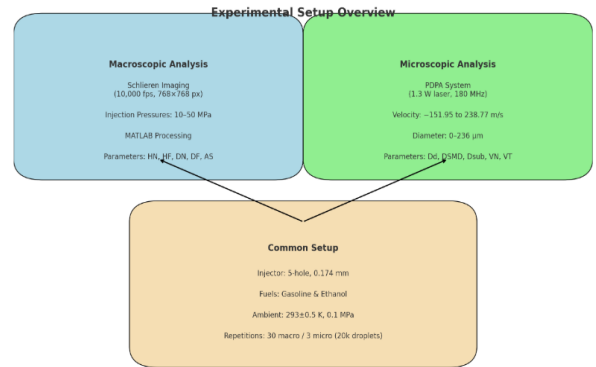 Experimental Setup Overview
Macroscopic Analysis
Schlieren Imaging
(10,000 fps, 768×768 px)
Injection Pressures: 10–50 MPa
MATLAB Processing
Parameters: HN, HF, DN, DF, AS
Microscopic Analysis
PDPA System
(1.3 W laser, 180 MHz)
Velocity: −151.95 to 238.77 m/s
Diameter: 0–236 μm
Parameters: Dd, DSMD, Dsub, VN, VT
Common Setup
Injector: 5-hole, 0.174 mm
Fuels: Gasoline & Ethanol
Ambient: 293±0.5 K, 0.1 MPa
Repetitions: 30 macro / 3 micro (20k droplets)